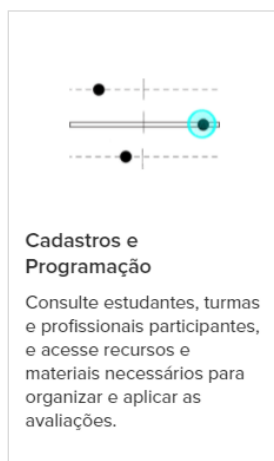 Cadastros e
Programação
Consulte estudantes, turmas
e profissionais participantes,
e acesse recursos e
materiais necessários para
organizar e aplicar as
avaliações.